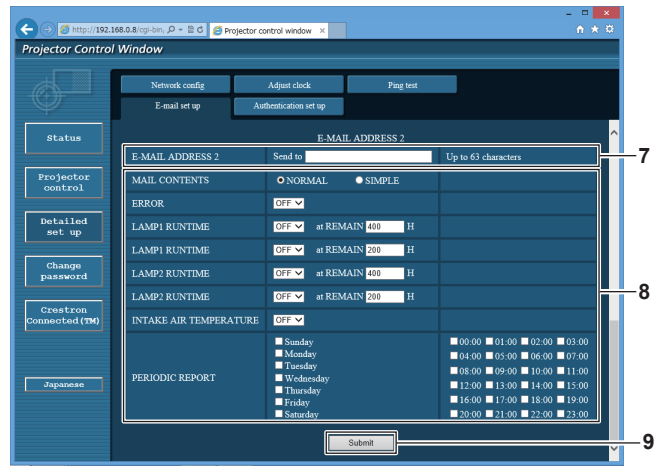 http://192.168.0.8/cgi-bin, Projector control window
Projector Control Window
Network config Adjust clock Ping test
E-mail set up Authentication set up
Status
Projector control
Detailed set up
Change password
Crestron Connected(TM)
Japanese
E-MAIL ADDRESS 2
E-MAIL ADDRESS 2 Send to Up to 63 characters
7
MAIL CONTENTS NORMAL SIMPLE
ERROR OFF
LAMP1 RUNTIME OFF at REMAIN 400 H
LAMP1 RUNTIME OFF at REMAIN 200 H
LAMP2 RUNTIME OFF at REMAIN 400 H
8
LAMP2 RUNTIME OFF at REMAIN 200 H
INTAKE AIR TEMPERATURE OFF
PERIODIC REPORT
Sunday
Monday
Tuesday
Wednesday
Thursday
Friday
Saturday
00:00 01:00 02:00 03:00
04:00 05:00 06:00 07:00
08:00 09:00 10:00 11:00
12:00 13:00 14:00 15:00
16:00 17:00 18:00 19:00
20:00 21:00 22:00 23:00
Submit
9